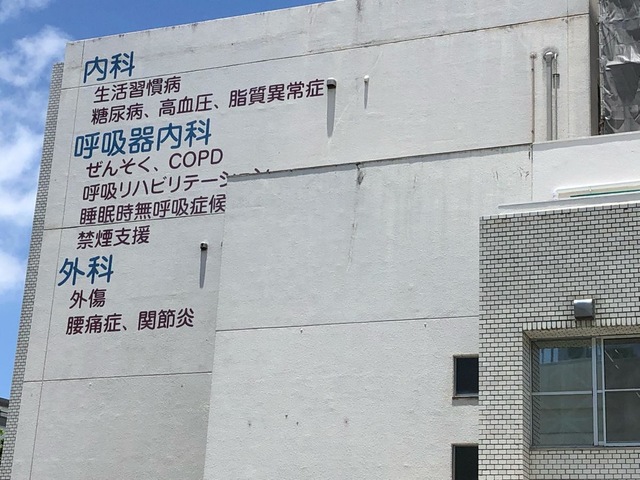 内科
生活習慣病
糖尿病、高血圧、脂質異常症
呼吸器内科
ぜんそく、COPD
呼吸リハビリテーシ
睡眠時無呼吸症候
禁煙支援
外科
外傷
腰痛症、関節炎